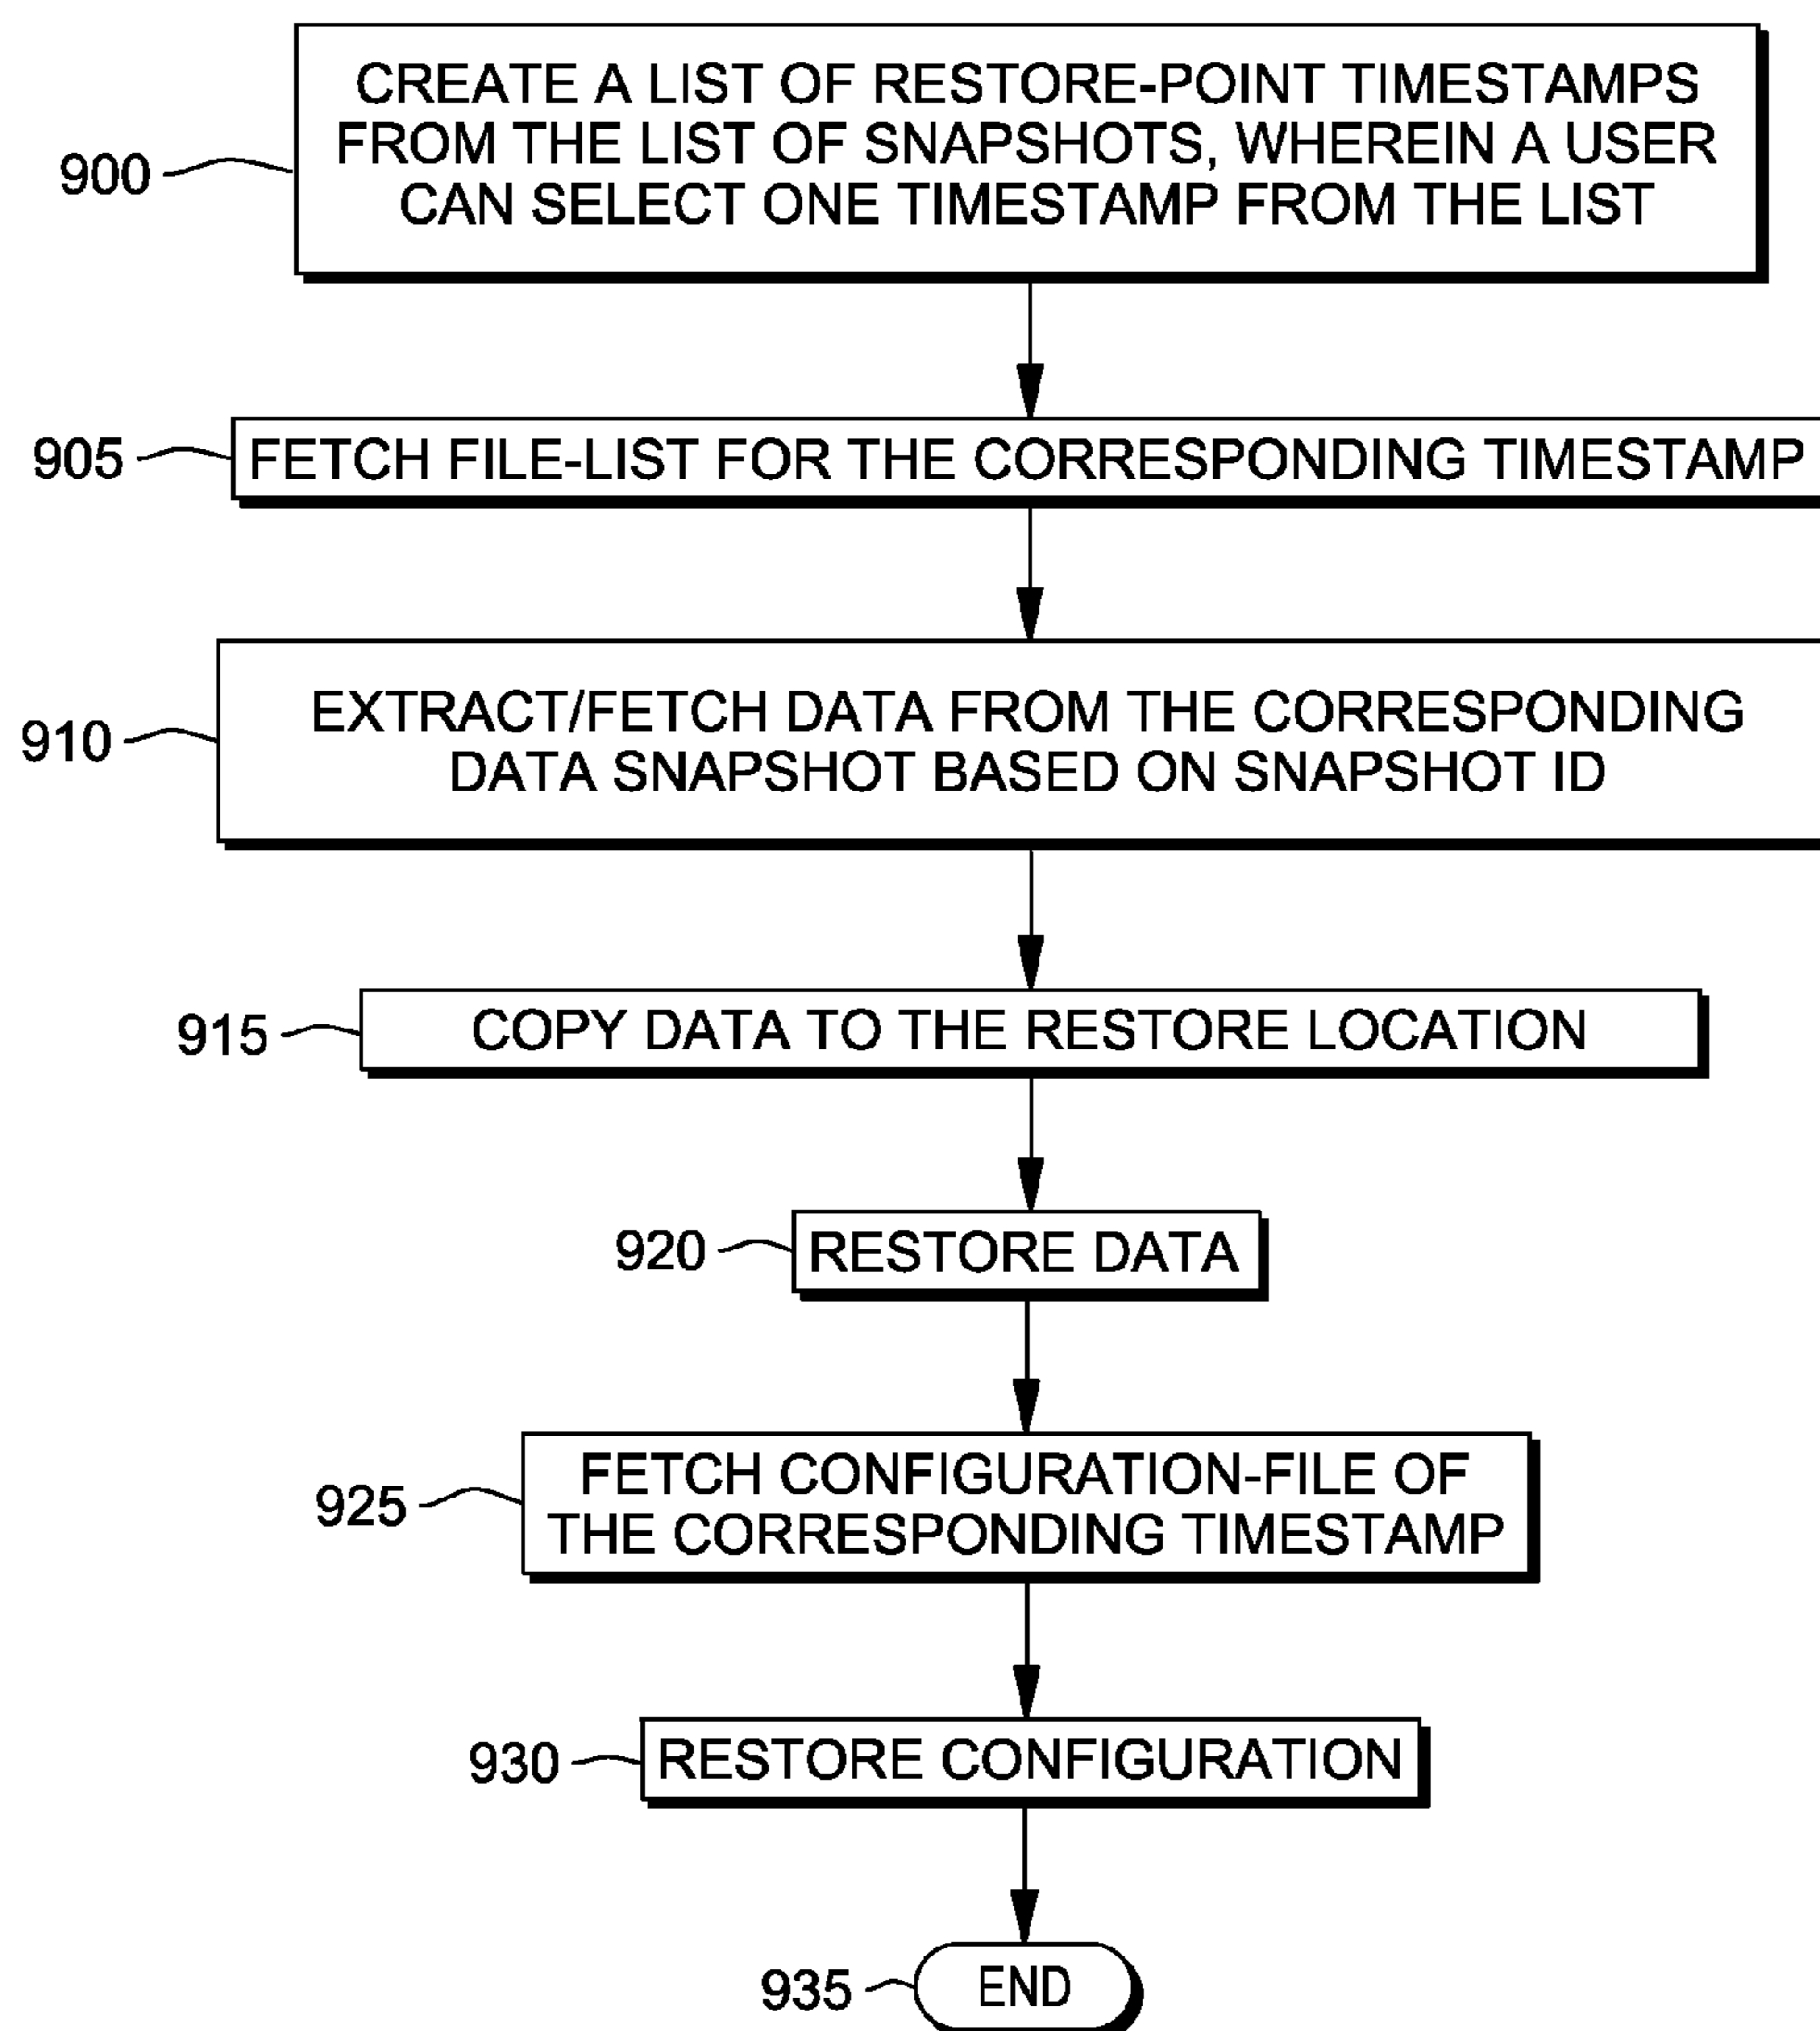 CREATE A LIST OF RESTORE-POINT TIMESTAMPS
FROM THE LIST OF SNAPSHOTS, WHEREIN A USER
CAN SELECT ONE TIMESTAMP FROM THE LIST
900
905
FETCH FILE-LIST FOR THE CORRESPONDING TIMESTAMP
EXTRACT/FETCH DATA FROM THE CORRESPONDING
DATA SNAPSHOT BASED ON SNAPSHOT ID
910
915
COPY DATA TO THE RESTORE LOCATION
920
RESTORE DATA
FETCH CONFIGURATION-FILE OF
THE CORRESPONDING TIMESTAMP
925
930
RESTORE CONFIGURATION
935
END